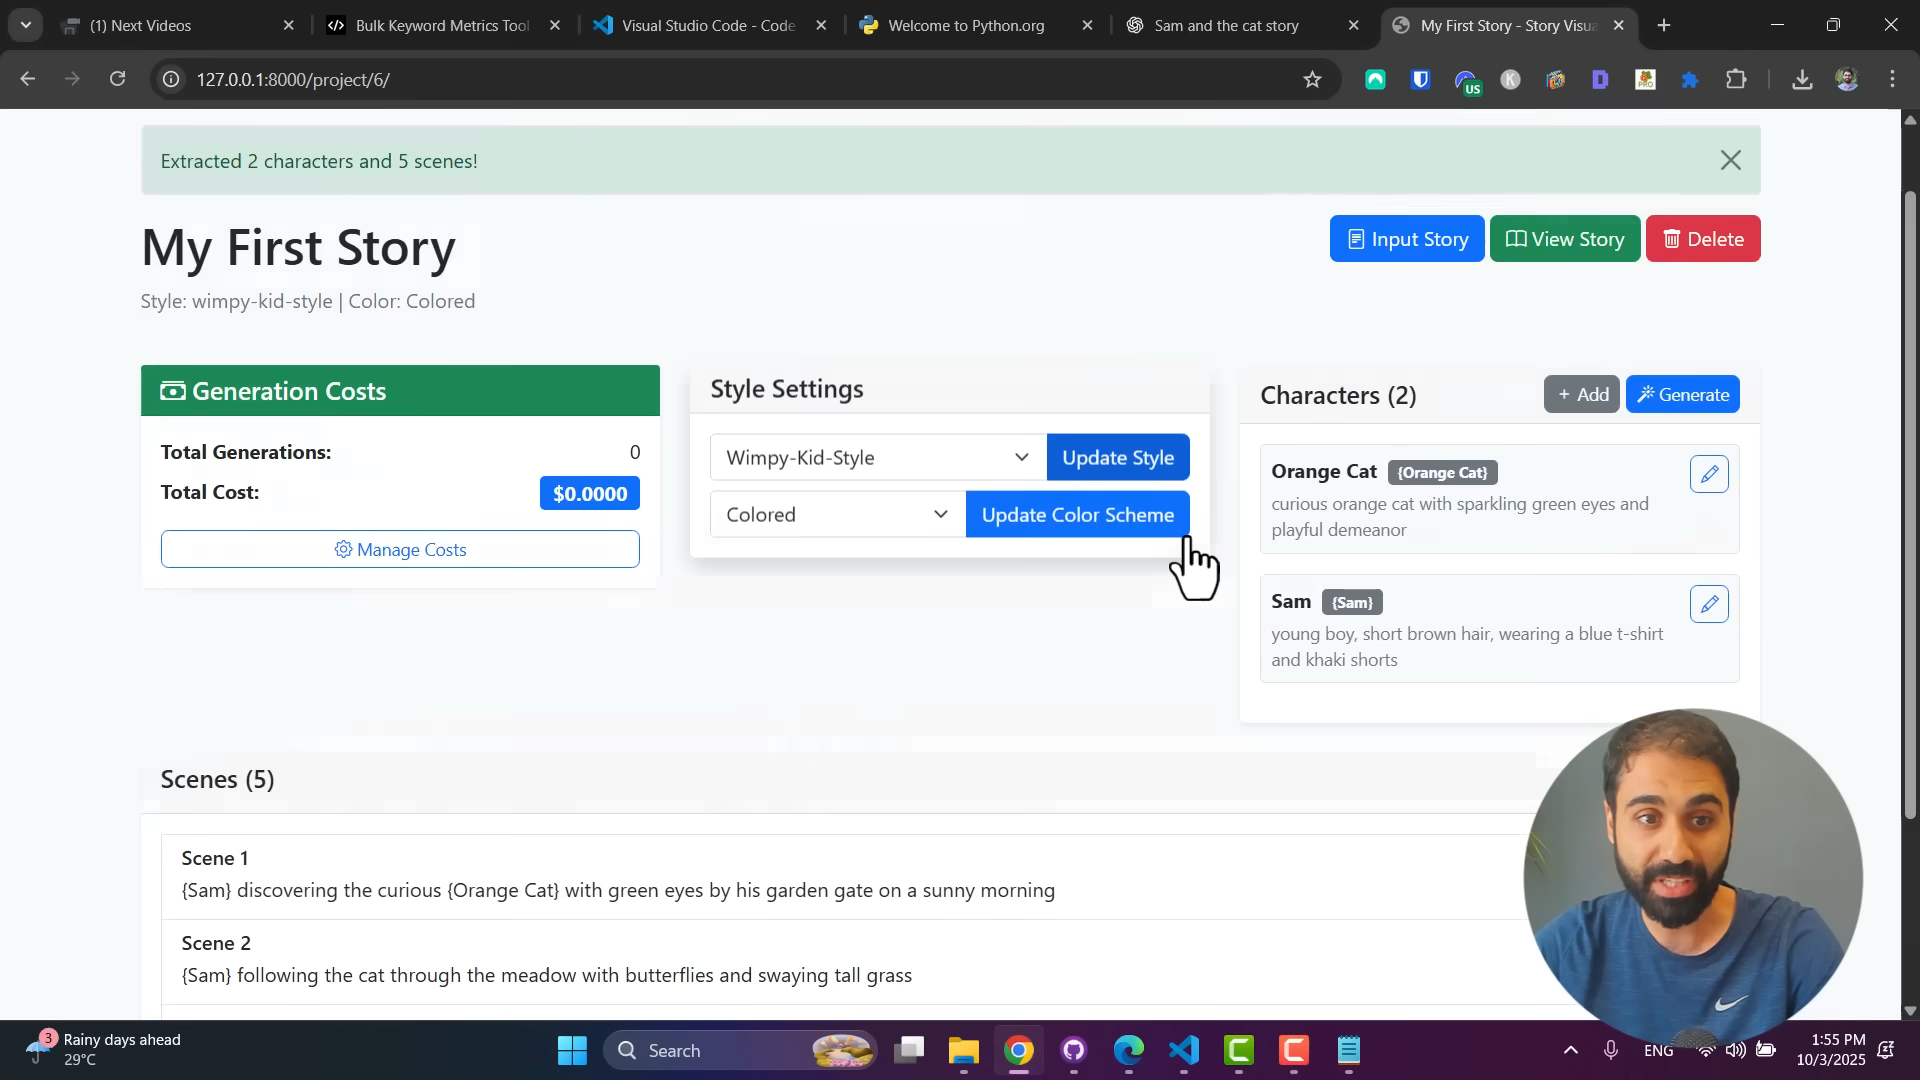 (1) Next Videos
Bulk Keyword Metrics Tool
Visual Studio Code - Code
Welcome to Python.org
Sam and the cat story
My First Story - Story Visua
127.0.0.1:8000/project/6/
US
K
D
PRO
Extracted 2 characters and 5 scenes!
My First Story
Input Story
View Story
Delete
Style: wimpy-kid-style | Color: Colored
Generation Costs
Total Generations: 0
Total Cost: $0.0000
Manage Costs
Style Settings
Wimpy-Kid-Style
Update Style
Colored
Update Color Scheme
Characters (2)
+ Add
Generate
Orange Cat {Orange Cat}
curious orange cat with sparkling green eyes and
playful demeanor
Sam {Sam}
young boy, short brown hair, wearing a blue t-shirt
and khaki shorts
Scenes (5)
Scene 1
{Sam} discovering the curious {Orange Cat} with green eyes by his garden gate on a sunny morning
Scene 2
{Sam} following the cat through the meadow with butterflies and swaying tall grass
3
Rainy days ahead
29°C
Search
ENG
1:55 PM
10/3/2025